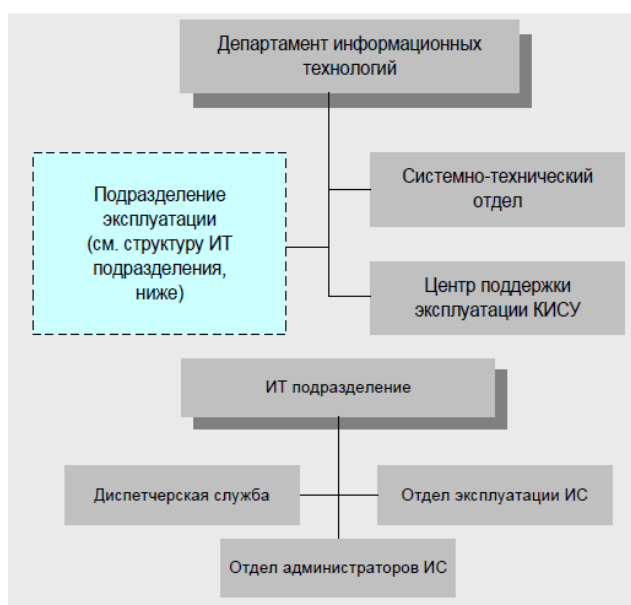 Департамент информационных
технологий
Подразделение
эксплуатации
(см. структуру ИТ
подразделения,
ниже)
Системно-технический
отдел
Центр поддержки
эксплуатации КИСУ
ИТ подразделение
Диспетчерская служба
Отдел эксплуатации ИС
Отдел администраторов ИС